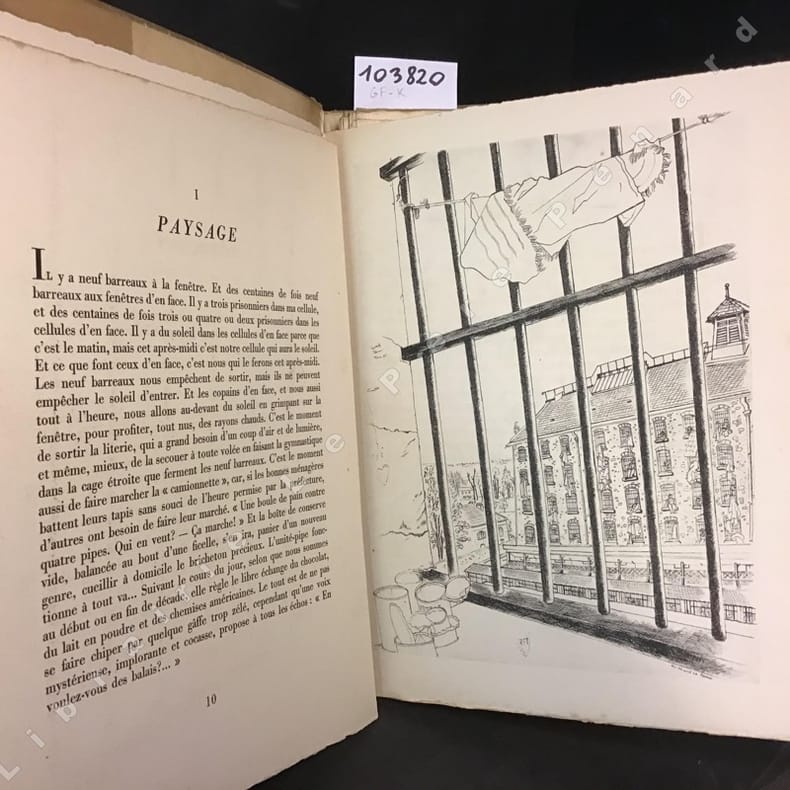 103820
GF-K
I
PAYSAGE
IL y a neuf barreaux à la fenêtre. Et des centaines de fois neuf
barreaux aux fenêtres d'en face. Il y a trois prisonniers dans ma cellule,
et des centaines de fois trois ou quatre ou deux prisonniers dans les
cellules d'en face. Il y a du soleil dans les cellules d'en face parce que
c'est le matin, mais cet après-midi c'est notre cellule qui aura le soleil.
Et ce que font ceux d'en face, c'est nous qui le ferons cet après-midi.
Les neuf barreaux nous empêchent de sortir, mais ils ne peuvent
empêcher le soleil d'entrer. Et les copains d'en face, et nous aussi
tout à l'heure, nous allons au-devant du soleil en grimpant sur la
fenêtre, pour profiter, tout nus, des rayons chauds. C'est le moment
de sortir la literie, qui a grand besoin d'un coup d'air et de lumière,
et même, mieux, de la secouer à toute volée en faisant la gymnastique
dans la cage étroite que ferment les neuf barreaux. C'est le moment
aussi de faire marcher la « camionnette », car, si les bonnes ménagères
battent leurs tapis sans souci de l'heure permise par la préfecture,
d'autres ont besoin de faire leur marché. « Une boule de pain contre
quatre pipes. Qui en veut? — Ça marche! » Et la boîte de conserve
vide, balancée au bout d'une ficelle, s'en ira, panier d'un nouveau
genre, cueillir à domicile le bricheton précieux. L'unité-pipe fonc-
tionne à tout va... Suivant le cours du jour, selon que nous sommes
au début ou en fin de décade, elle règle le libre échange du chocolat,
du lait en poudre et des chemises américaines. Le tout est de ne pas
se faire chiper par quelque gâffe trop zélé, cependant qu'une voix
mystérieuse, implorante et cocasse, propose à tous les échos : « En
voulez-vous des balais?... »
10
Librairie Pepe Penard